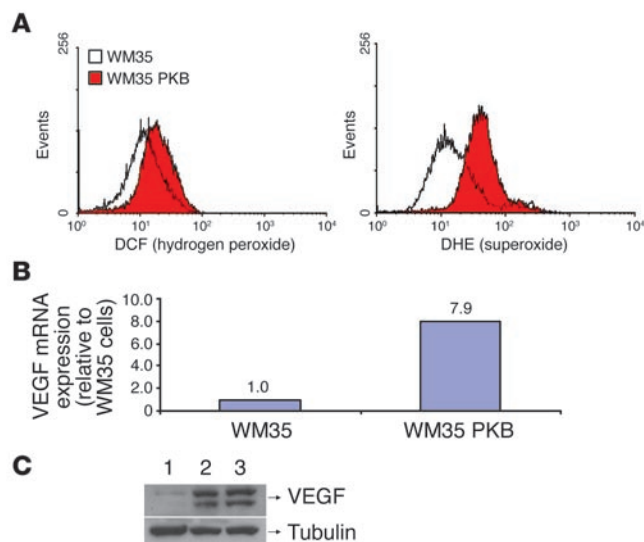 A
256
Events
0
WM35
WM35 PKB
10⁰ 10¹ 10² 10³ 10⁴
DCF (hydrogen peroxide)
256
Events
0
10⁰ 10¹ 10² 10³ 10⁴
DHE (superoxide)
B
VEGF mRNA
expression
(relative to
WM35 cells)
10.0
8.0
6.0
4.0
2.0
0.0
1.0
7.9
WM35 WM35 PKB
C
1 2 3
VEGF
Tubulin